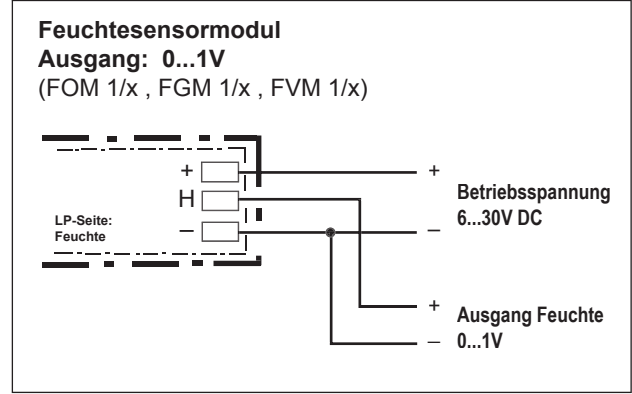 Feuchtesensormodul
Ausgang: 0...1V
(FOM 1/x , FGM 1/x , FVM 1/x)
+
H
–
LP-Seite:
Feuchte
+
Betriebsspannung
6...30V DC
–
+
Ausgang Feuchte
0...1V
–